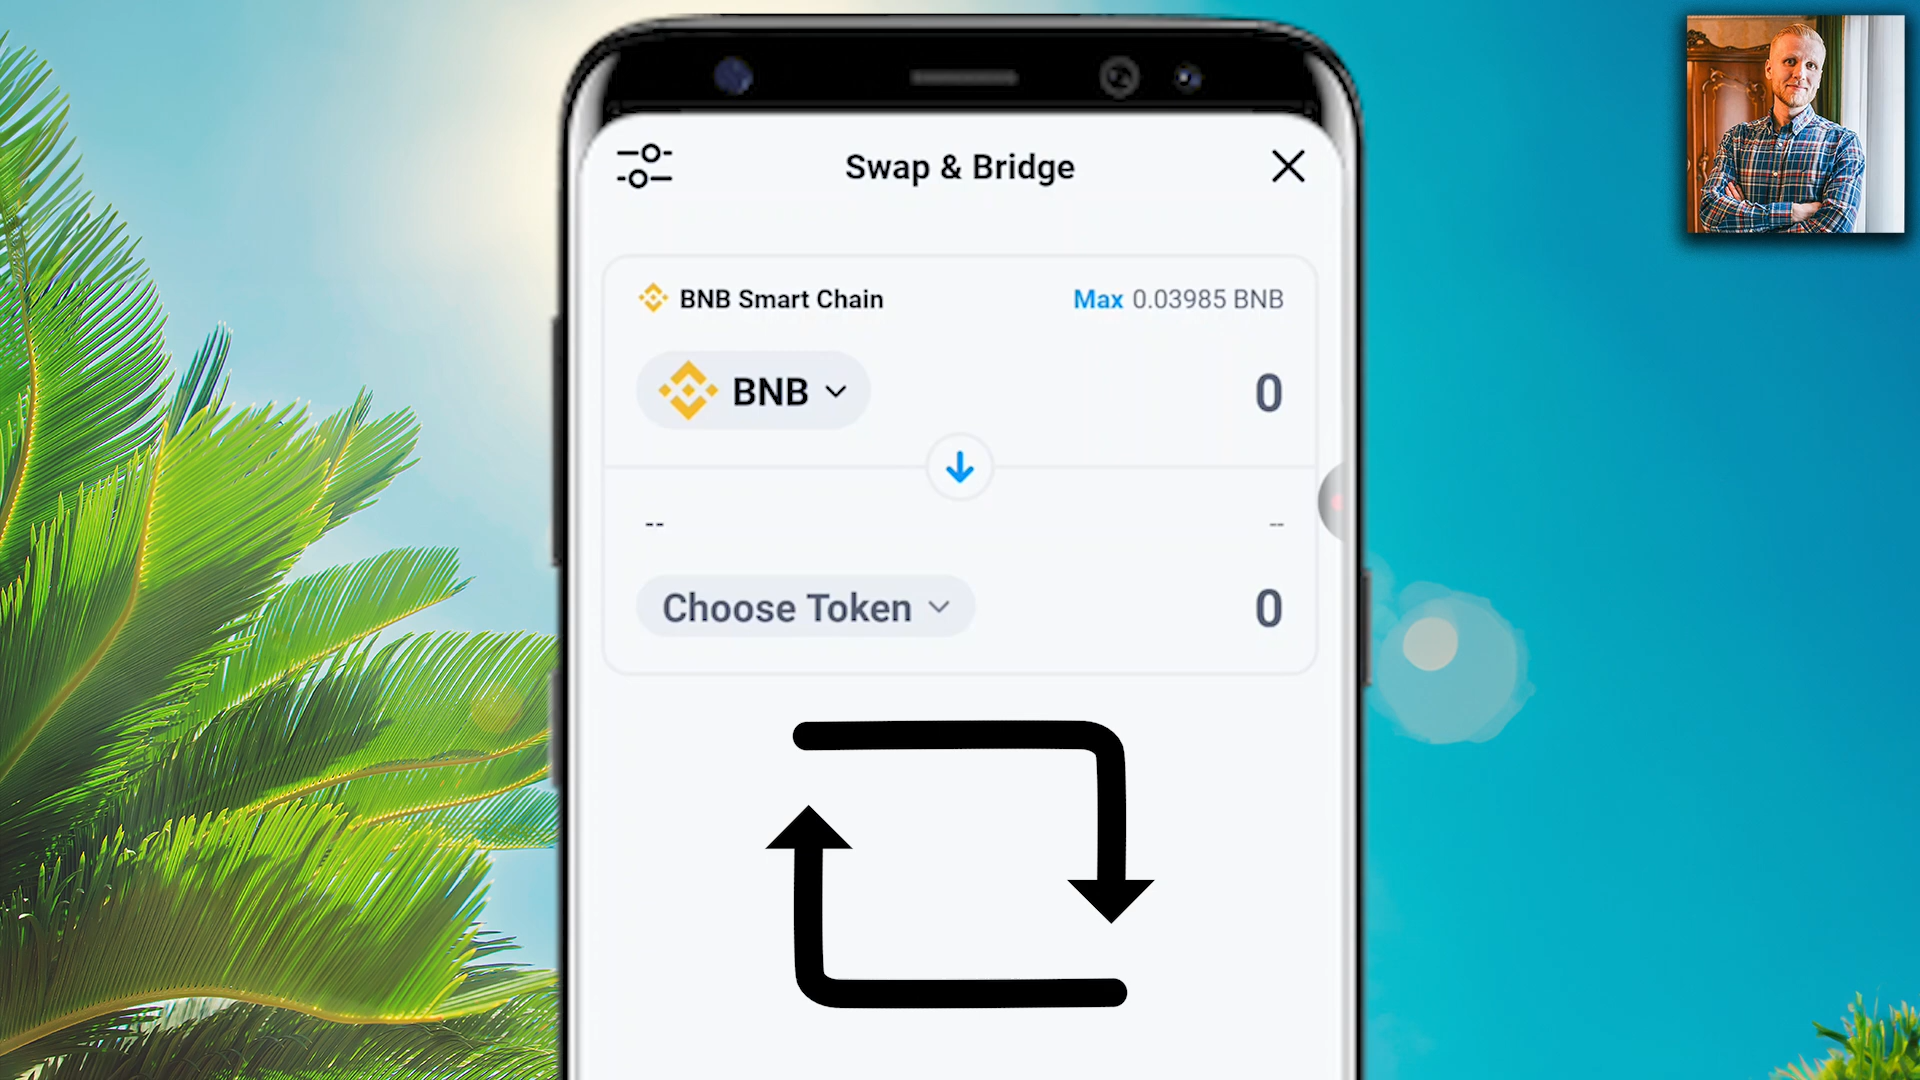 Swap & Bridge
BNB Smart Chain
Max 0.03985 BNB
BNB
0
--
--
Choose Token
0